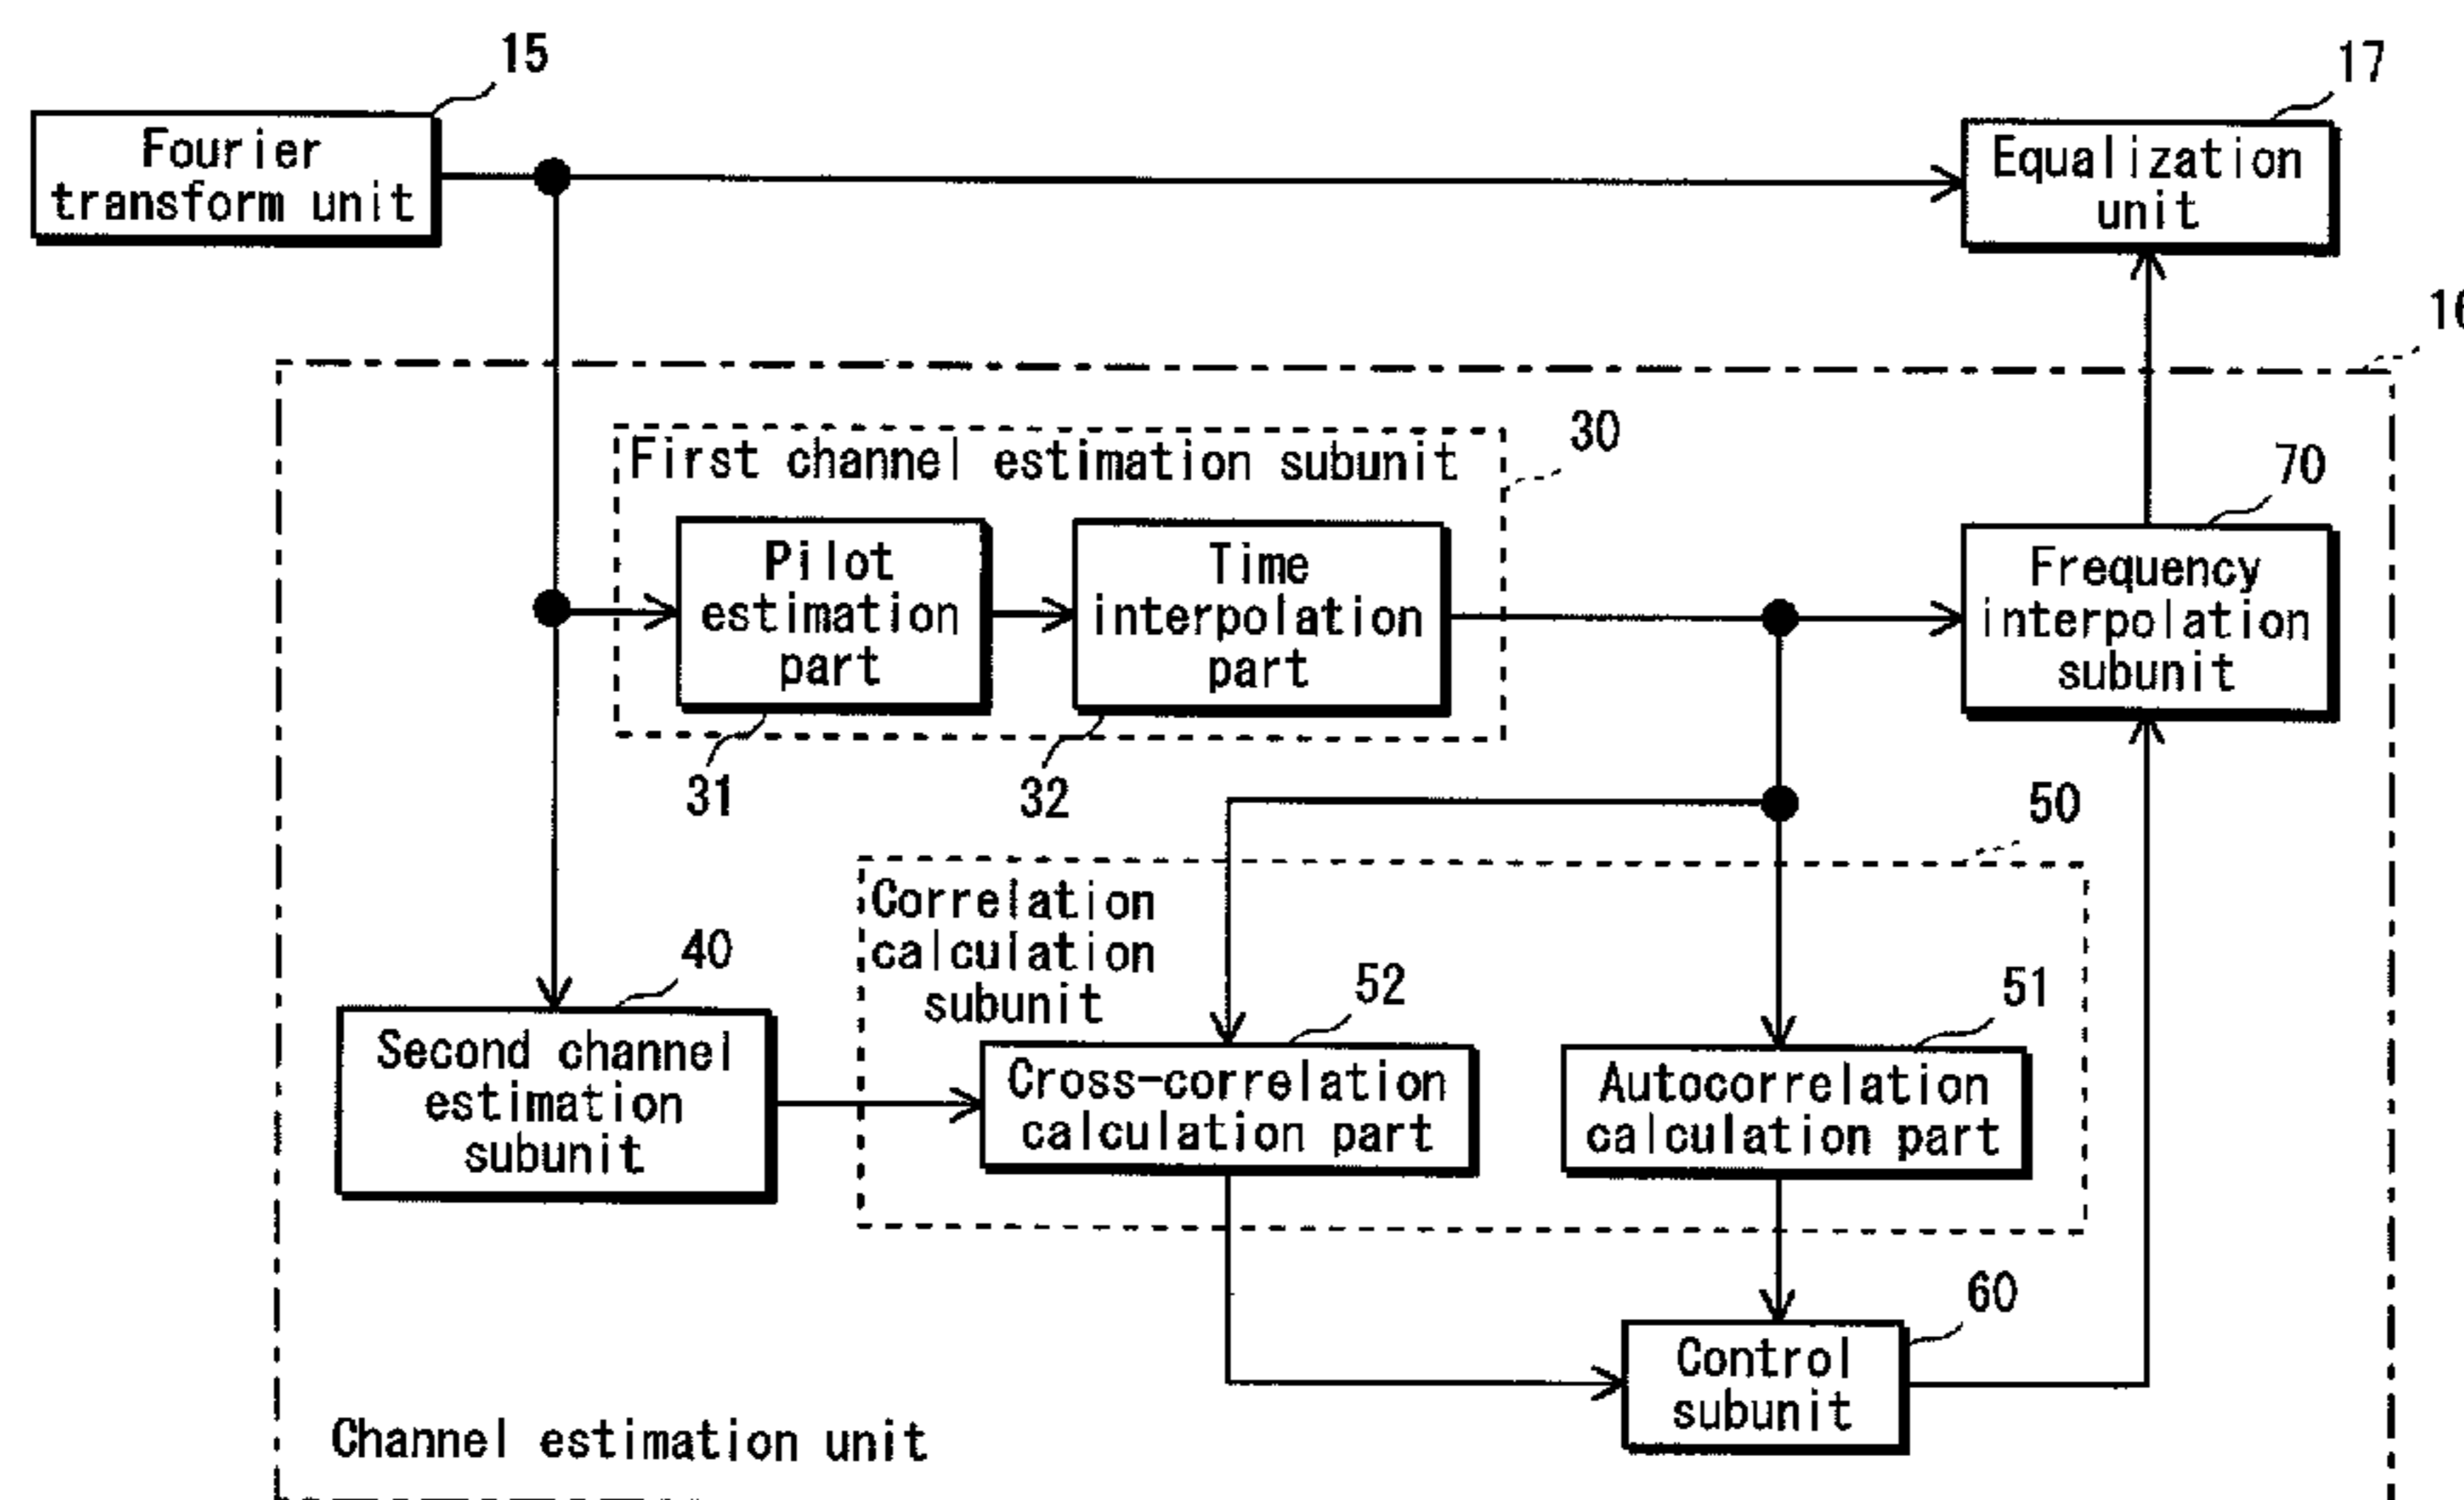 15
Fourier
transform unit
17
Equalization
unit
16
First channel estimation subunit
30
Pilot
estimation
part
31
Time
interpolation
part
32
70
Frequency
interpolation
subunit
50
Correlation
calculation
subunit
40
Second channel
estimation
subunit
52
Cross-correlation
calculation part
51
Autocorrelation
calculation part
60
Control
subunit
Channel estimation unit